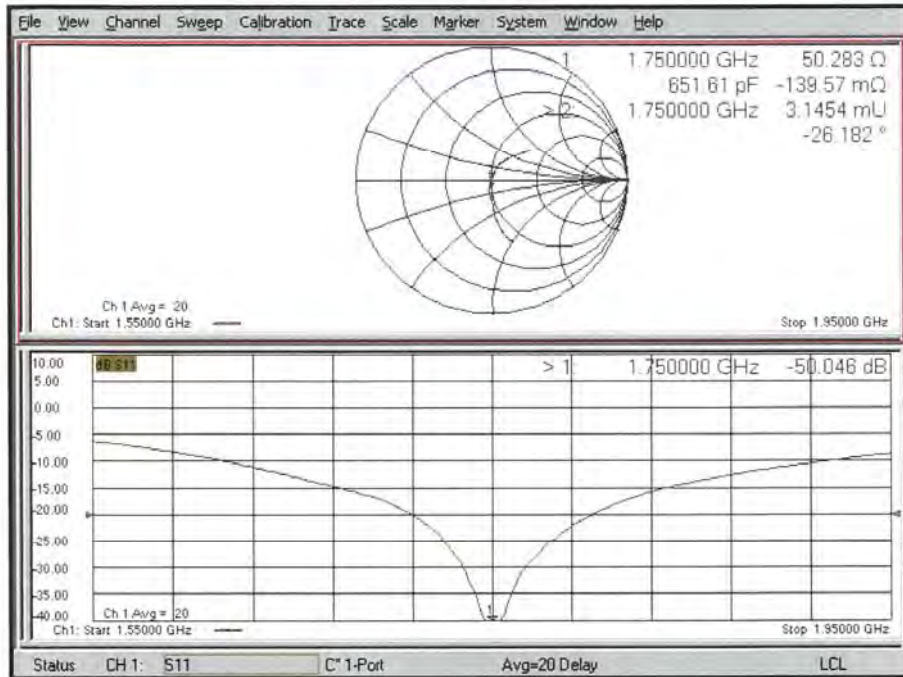 File View Channel Sweep Calibration Trace Scale Marker System Window Help
1 1.750000 GHz 50.283 Ω
651.61 pF -139.57 mΩ
> 2: 1.750000 GHz 3.1454 mU
-26.182 °
Ch 1 Avg = 20
Ch1: Start 1.55000 GHz
Stop 1.95000 GHz
10.00 dB S11 > 1: 1.750000 GHz -50.046 dB
5.00
0.00
-5.00
-10.00
-15.00
-20.00
-25.00
-30.00
-35.00
-40.00
1
Ch 1 Avg = 20
Ch1: Start 1.55000 GHz
Stop 1.95000 GHz
Status CH 1: S11 C* 1-Port Avg=20 Delay LCL